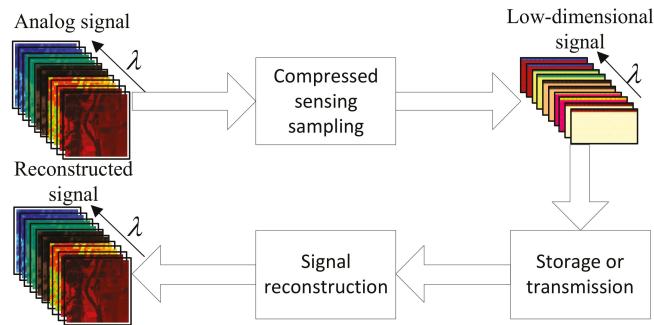 Analog signal
λ
Compressed
sensing
sampling
Low-dimensional
signal
λ
Reconstructed
signal
λ
Signal
reconstruction
Storage or
transmission